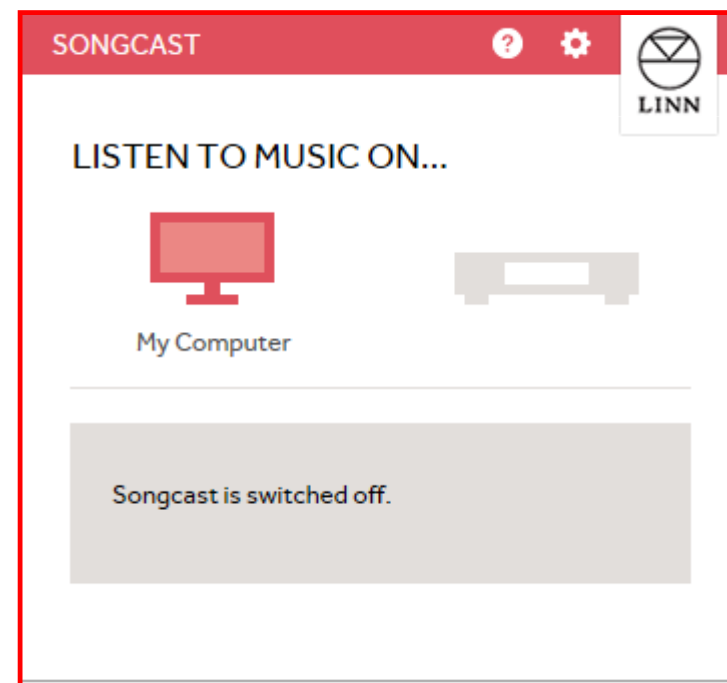 SONGCAST
?
LINN
LISTEN TO MUSIC ON...
My Computer
Songcast is switched off.